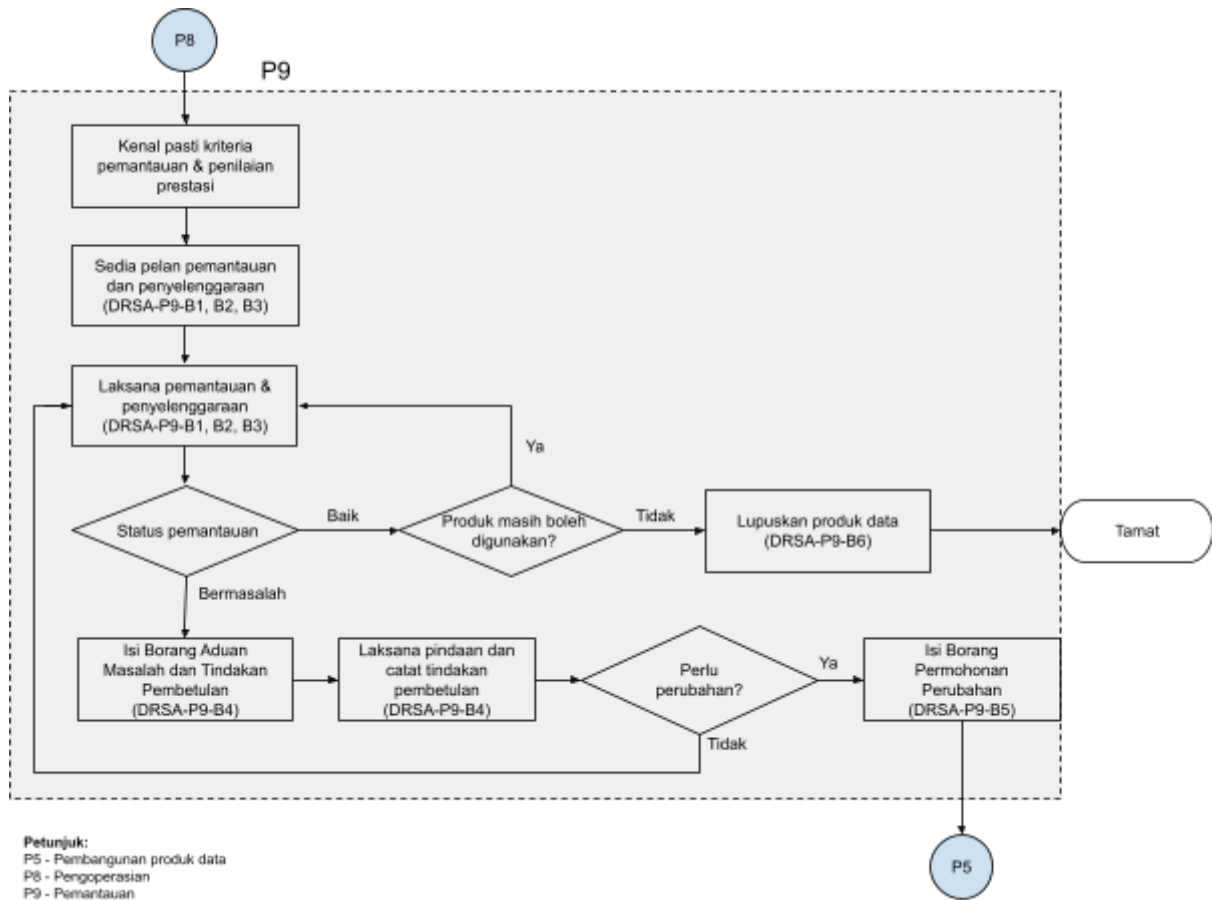 P8
P9
Kenal pasti kriteria
pemantauan & penilaian
prestasi
Sedia pelan pemantauan
dan penyelenggaraan
(DRSA-P9-B1, B2, B3)
Laksana pemantauan &
penyelenggaraan
(DRSA-P9-B1, B2, B3)
Ya
Status pemantauan
Baik
Produk masih boleh
digunakan?
Tidak
Lupuskan produk data
(DRSA-P9-B6)
Tamat
Bermasalah
Isi Borang Aduan
Masalah dan Tindakan
Pembetulan
(DRSA-P9-B4)
Laksana pindaan dan
catat tindakan
pembetulan
(DRSA-P9-B4)
Perlu
perubahan?
Ya
Isi Borang
Permohonan
Perubahan
(DRSA-P9-B5)
Tidak
P5
Petunjuk:
P5 - Pembangunan produk data
P8 - Pengoperasian
P9 - Pemantauan